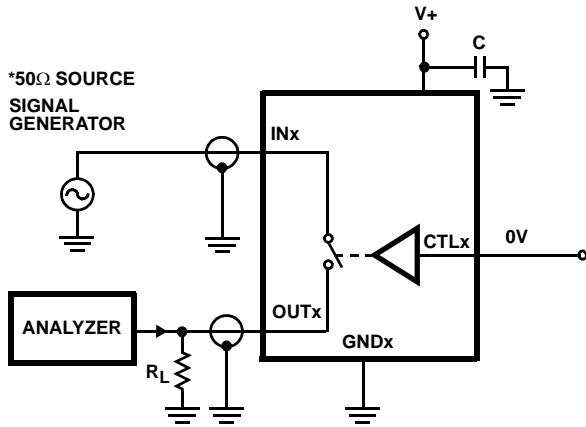 V+
C
*50Ω SOURCE
SIGNAL
GENERATOR
INx
CTLx
0V
OUTx
ANALYZER
GNDx
RL